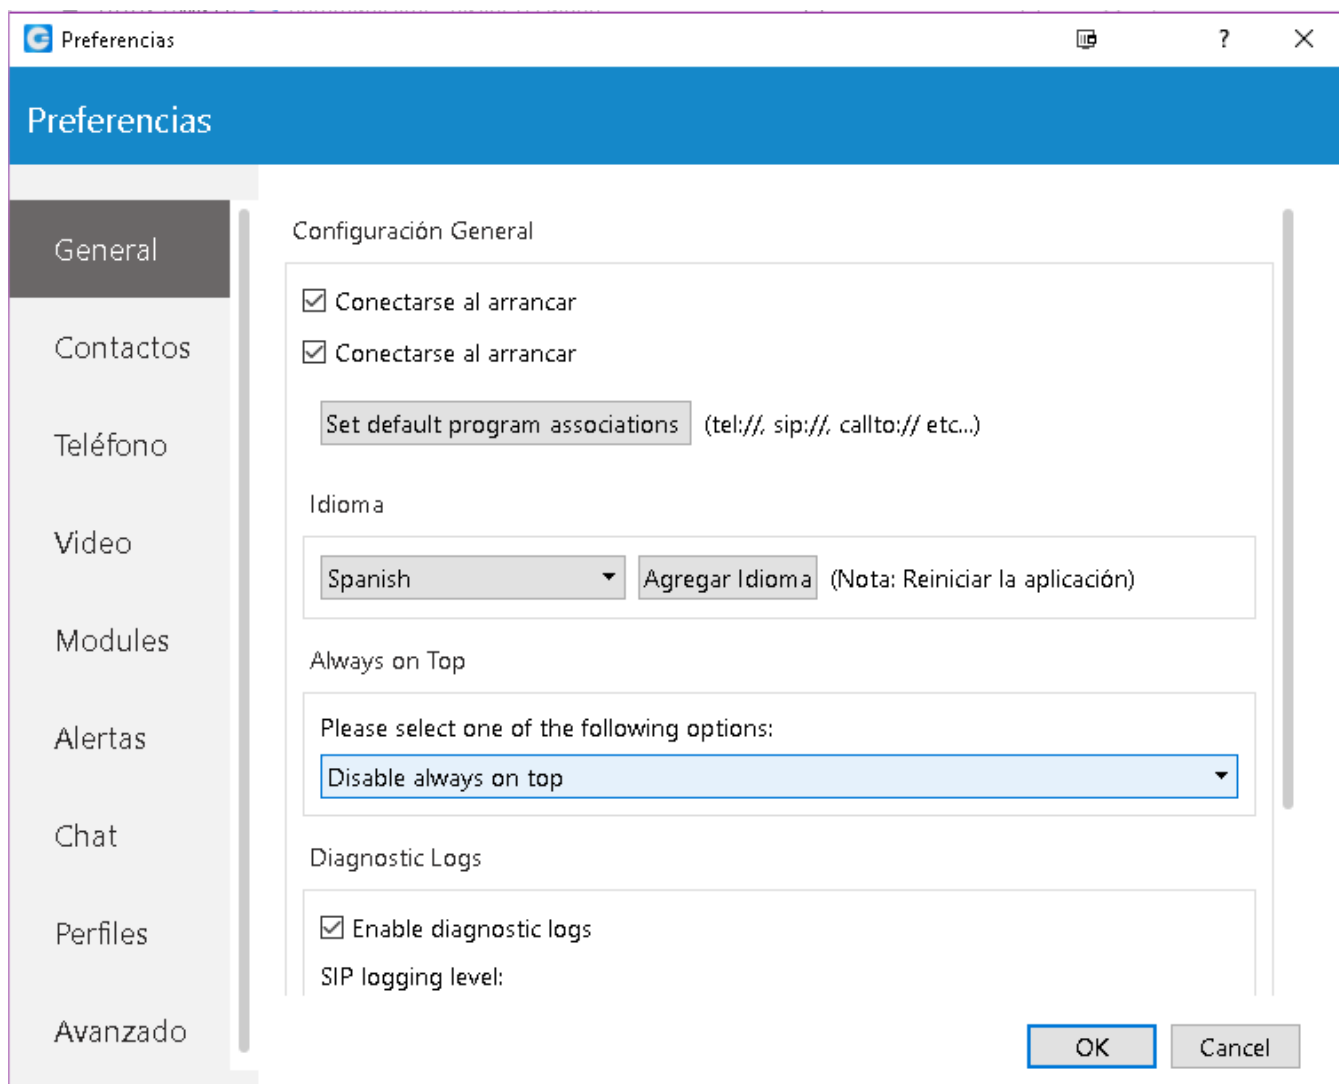 Preferencias
?
Preferencias
General
Contactos
Teléfono
Video
Modules
Alertas
Chat
Perfiles
Avanzado
Configuración General
Conectarse al arrancar
Conectarse al arrancar
Set default program associations (tel://, sip://, callto:// etc...)
Idioma
Spanish Agregar Idioma (Nota: Reiniciar la aplicación)
Always on Top
Please select one of the following options:
Disable always on top
Diagnostic Logs
Enable diagnostic logs
SIP logging level:
OK Cancel